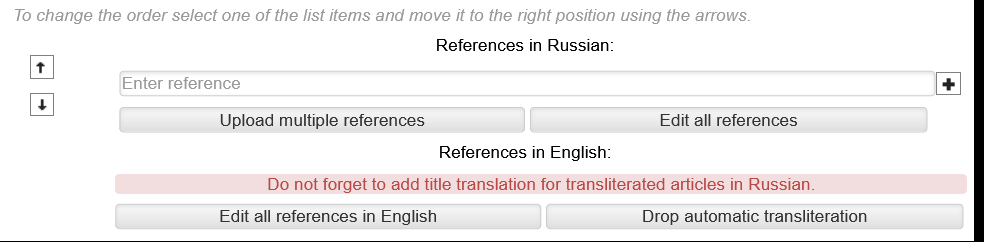 To change the order select one of the list items and move it to the right position using the arrows.
References in Russian:
Enter reference
Upload multiple references Edit all references
References in English:
Do not forget to add title translation for transliterated articles in Russian.
Edit all references in English Drop automatic transliteration